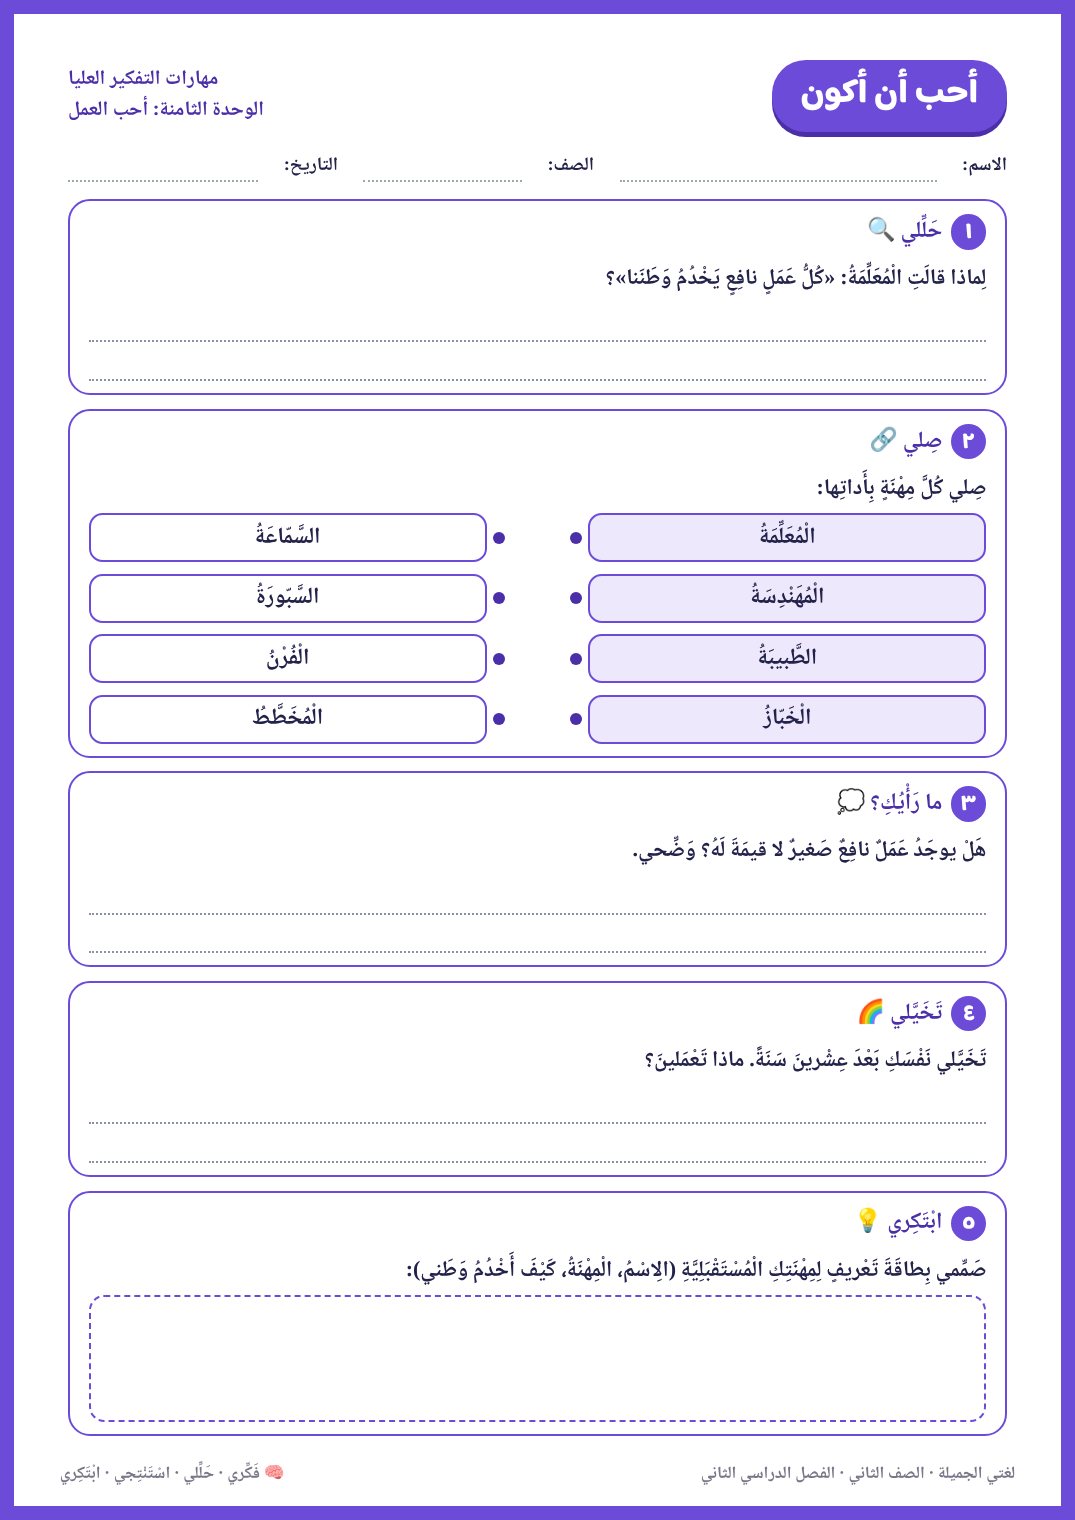 أحب أن أكون
مهارات التفكير العليا
الوحدة الثامنة: أحب العمل
الاسم: الصف: التاريخ:
١ حَلِّلي 🔍
لِماذا قالَتِ الْمُعَلِّمَةُ: «كُلُّ عَمَلٍ نافِعٍ يَخْدُمُ وَطَنَنا»؟
٢ صِلي 🔗
صِلي كُلَّ مِهْنَةٍ بِأَداتِها:
الْمُعَلِّمَةُ • • السَّمّاعَةُ
الْمُهَنْدِسَةُ • • السَّبّورَةُ
الطَّبيبَةُ • • الْفُرْنُ
الْخَبّازُ • • الْمُخَطَّطُ
٣ ما رَأْيُكِ؟ 💭
هَلْ يوجَدُ عَمَلٌ نافِعٌ صَغيرٌ لا قيمَةَ لَهُ؟ وَضِّحي.
٤ تَخَيَّلي 🌈
تَخَيَّلي نَفْسَكِ بَعْدَ عِشْرينَ سَنَةً. ماذا تَعْمَلينَ؟
٥ ابْتَكِري 💡
صَمِّمي بِطاقَةَ تَعْريفٍ لِمِهْنَتِكِ الْمُسْتَقْبَلِيَّةِ (الِاسْمُ، الْمِهْنَةُ، كَيْفَ أَخْدُمُ وَطَني):
لغتي الجميلة · الصف الثاني · الفصل الدراسي الثاني
🧠 فَكِّري · حَلِّلي · اسْتَنْتِجي · ابْتَكِري